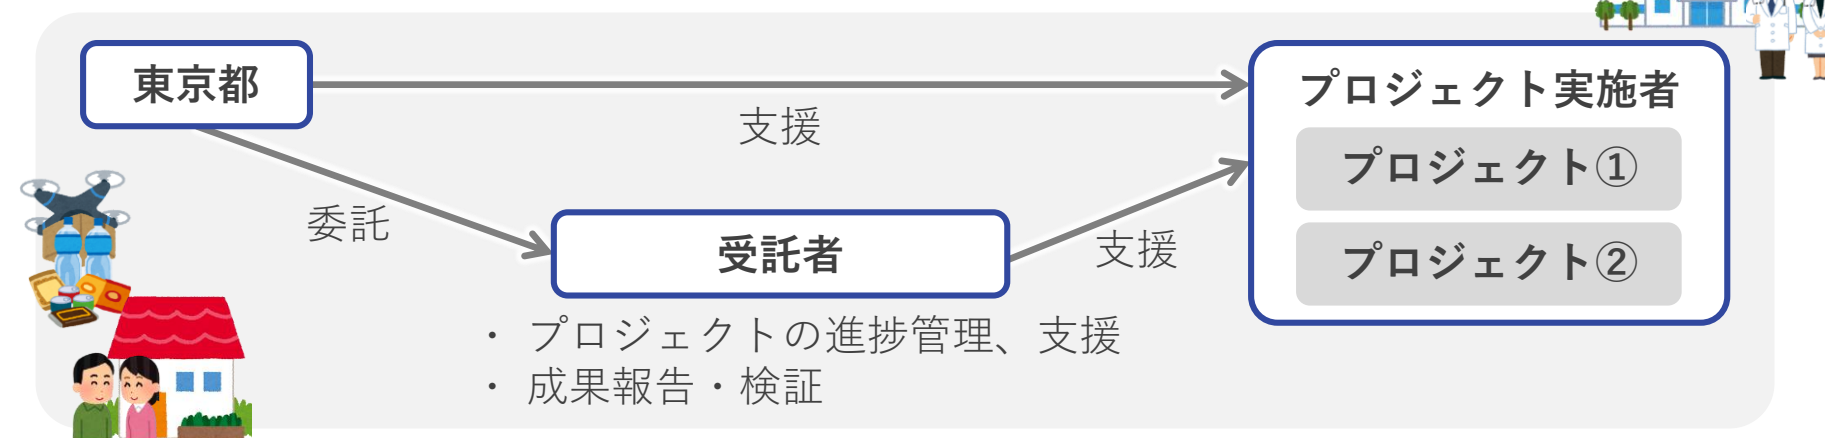 東京都
支援
委託
受託者
支援
・ プロジェクトの進捗管理、支援
・ 成果報告・検証
プロジェクト実施者
プロジェクト①
プロジェクト②